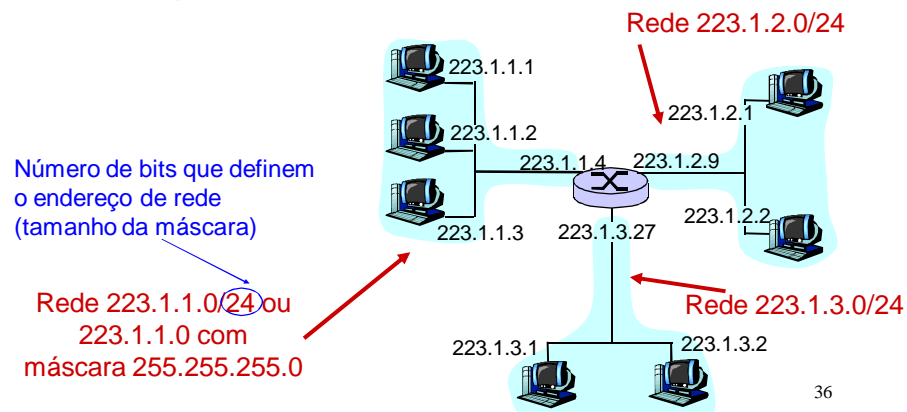 Rede 223.1.2.0/24
223.1.1.1
223.1.2.1
223.1.1.2
223.1.1.4
223.1.2.9
Número de bits que definem
o endereço de rede
(tamanho da máscara)
223.1.1.3
223.1.3.27
223.1.2.2
Rede 223.1.1.0/24 ou
223.1.1.0 com
máscara 255.255.255.0
Rede 223.1.3.0/24
223.1.3.1
223.1.3.2
36